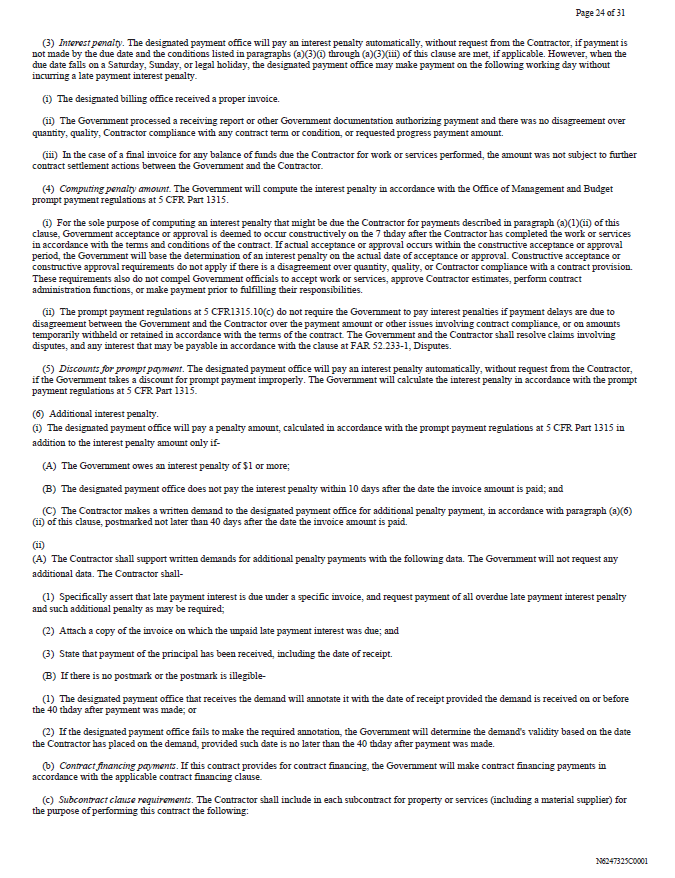 Page 24 of 31
(3) Interest penalty. The designated payment office will pay an interest penalty automatically, without request from the Contractor, if payment is
not made by the due date and the conditions listed in paragraphs (a)(3)(i) through (a)(3)(iii) of this clause are met, if applicable. However, when the
due date falls on a Saturday, Sunday, or legal holiday, the designated payment office may make payment on the following working day without
incurring a late payment interest penalty.
(i) The designated billing office received a proper invoice.
(ii) The Government processed a receiving report or other Government documentation authorizing payment and there was no disagreement over
quantity, quality, Contractor compliance with any contract term or condition, or requested progress payment amount.
(iii) In the case of a final invoice for any balance of funds due the Contractor for work or services performed, the amount was not subject to further
contract settlement actions between the Government and the Contractor.
(4) Computing penalty amount. The Government will compute the interest penalty in accordance with the Office of Management and Budget
prompt payment regulations at 5 CFR Part 1315.
(i) For the sole purpose of computing an interest penalty that might be due the Contractor for payments described in paragraph (a)(1)(ii) of this
clause, Government acceptance or approval is deemed to occur constructively on the 7 thday after the Contractor has completed the work or services
in accordance with the terms and conditions of the contract. If actual acceptance or approval occurs within the constructive acceptance or approval
period, the Government will base the determination of an interest penalty on the actual date of acceptance or approval. Constructive acceptance or
constructive approval requirements do not apply if there is a disagreement over quantity, quality, or Contractor compliance with a contract provision.
These requirements also do not compel Government officials to accept work or services, approve Contractor estimates, perform contract
administration functions, or make payment prior to fulfilling their responsibilities.
(ii) The prompt payment regulations at 5 CFR1315.10(c) do not require the Government to pay interest penalties if payment delays are due to
disagreement between the Government and the Contractor over the payment amount or other issues involving contract compliance, or on amounts
temporarily withheld or retained in accordance with the terms of the contract. The Government and the Contractor shall resolve claims involving
disputes, and any interest that may be payable in accordance with the clause at FAR 52.233-1, Disputes.
(5) Discounts for prompt payment. The designated payment office will pay an interest penalty automatically, without request from the Contractor,
if the Government takes a discount for prompt payment improperly. The Government will calculate the interest penalty in accordance with the prompt
payment regulations at 5 CFR Part 1315.
(6) Additional interest penalty.
(i) The designated payment office will pay a penalty amount, calculated in accordance with the prompt payment regulations at 5 CFR Part 1315 in
addition to the interest penalty amount only if-
(A) The Government owes an interest penalty of $1 or more;
(B) The designated payment office does not pay the interest penalty within 10 days after the date the invoice amount is paid; and
(C) The Contractor makes a written demand to the designated payment office for additional penalty payment, in accordance with paragraph (a)(6)
(ii) of this clause, postmarked not later than 40 days after the date the invoice amount is paid.
(ii)
(A) The Contractor shall support written demands for additional penalty payments with the following data. The Government will not request any
additional data. The Contractor shall-
(1) Specifically assert that late payment interest is due under a specific invoice, and request payment of all overdue late payment interest penalty
and such additional penalty as may be required;
(2) Attach a copy of the invoice on which the unpaid late payment interest was due; and
(3) State that payment of the principal has been received, including the date of receipt.
(B) If there is no postmark or the postmark is illegible-
(1) The designated payment office that receives the demand will annotate it with the date of receipt provided the demand is received on or before
the 40 thday after payment was made; or
(2) If the designated payment office fails to make the required annotation, the Government will determine the demand's validity based on the date
the Contractor has placed on the demand, provided such date is no later than the 40 thday after payment was made.
(b) Contract financing payments. If this contract provides for contract financing, the Government will make contract financing payments in
accordance with the applicable contract financing clause.
(c) Subcontract clause requirements. The Contractor shall include in each subcontract for property or services (including a material supplier) for
the purpose of performing this contract the following:
N6247325C0001